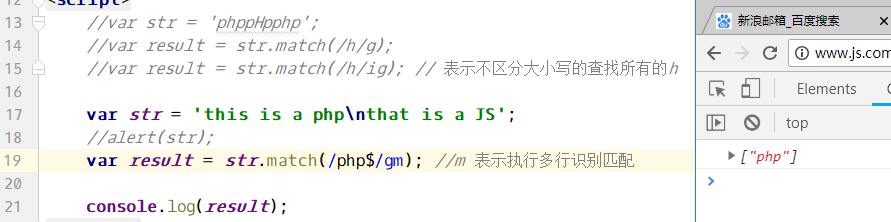 12 <script>
13 //var str = 'phppHpphp';
14 //var result = str.match(/h/g);
15 //var result = str.match(/h/ig); // 表示不区分大小写的查找所有的h
16
17 var str = 'this is a php\nthat is a JS';
18 //alert(str);
19 var result = str.match(/php$/gm); //m 表示执行多行识别匹配
20
21 console.log(result);
22
新浪邮箱_百度搜索
www.js.com
Elements
top
["php"]